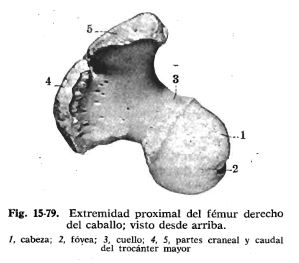 5
4
3
1
2
Fig. 15-79. Extremidad proximal del fémur derecho
del caballo; visto desde arriba.
1, cabeza; 2, fóyea; 3, cuello; 4, 5, partes craneal y caudal
del trocánter mayor